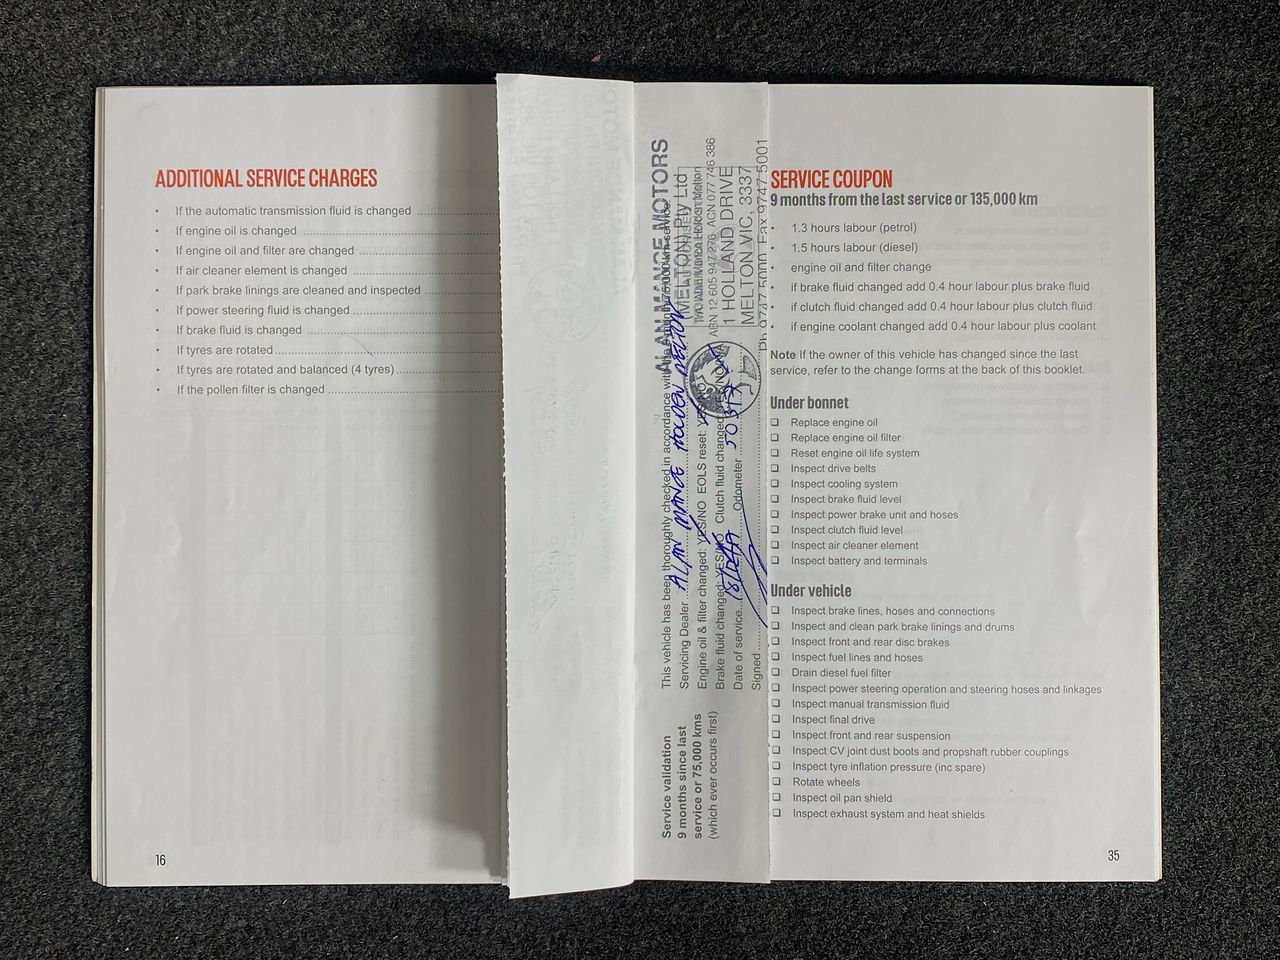 ADDITIONAL SERVICE CHARGES
• If the automatic transmission fluid is changed
• If engine oil is changed
• If engine oil and filter are changed
• If air cleaner element is changed
• If park brake linings are cleaned and inspected
• If power steering fluid is changed
• If brake fluid is changed
• If tyres are rotated
• If tyres are rotated and balanced (4 tyres)
• If the pollen filter is changed
16
Service validation
9 months since last
service or 75,000 kms
(which ever occurs first)
This vehicle has been thoroughly checked in accordance with the
Servicing Dealer ALAN MANCE HOLDEN MELTON
Engine oil & filter changed: YES/NO EOLS reset: YES/NO
Brake fluid changed: YES/NO Clutch fluid changed: YES/NO/NA
Date of service Odometer
Signed
ALAN MANCE MOTORS
(MELTON) Pty Ltd
ABN 12 605 947 276 ACN 077 746 386
1 HOLLAND DRIVE
MELTON VIC, 3337
Ph 9747 5000 Fax 9747 5001
SERVICE COUPON
9 months from the last service or 135,000 km
• 1.3 hours labour (petrol)
• 1.5 hours labour (diesel)
• engine oil and filter change
• if brake fluid changed add 0.4 hour labour plus brake fluid
• if clutch fluid changed add 0.4 hour labour plus clutch fluid
• if engine coolant changed add 0.4 hour labour plus coolant
Note If the owner of this vehicle has changed since the last
service, refer to the change forms at the back of this booklet.
Under bonnet
❑ Replace engine oil
❑ Replace engine oil filter
❑ Reset engine oil life system
❑ Inspect drive belts
❑ Inspect cooling system
❑ Inspect brake fluid level
❑ Inspect power brake unit and hoses
❑ Inspect clutch fluid level
❑ Inspect air cleaner element
❑ Inspect battery and terminals
Under vehicle
❑ Inspect brake lines, hoses and connections
❑ Inspect and clean park brake linings and drums
❑ Inspect front and rear disc brakes
❑ Inspect fuel lines and hoses
❑ Drain diesel fuel filter
❑ Inspect power steering operation and steering hoses and linkages
❑ Inspect manual transmission fluid
❑ Inspect final drive
❑ Inspect front and rear suspension
❑ Inspect CV joint dust boots and propshaft rubber couplings
❑ Inspect tyre inflation pressure (inc spare)
❑ Rotate wheels
❑ Inspect oil pan shield
❑ Inspect exhaust system and heat shields
35